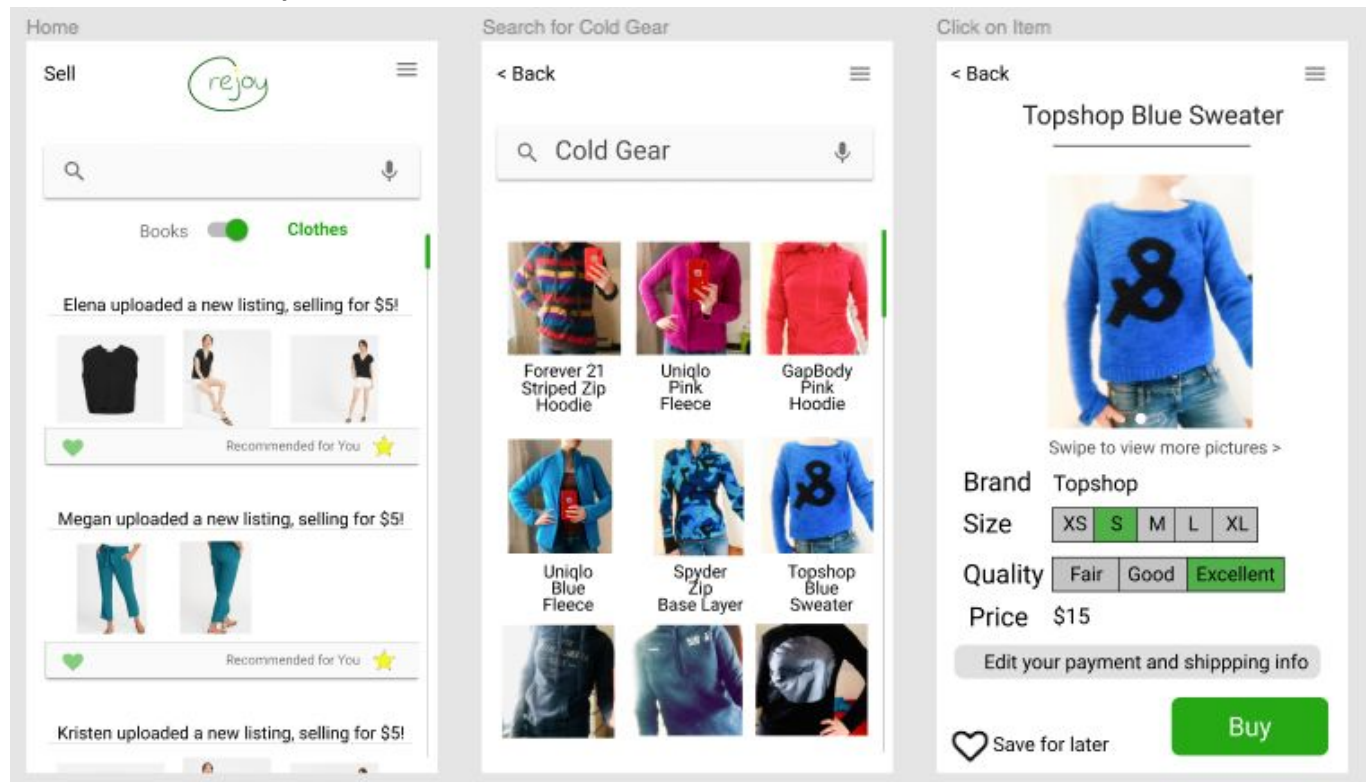 Home
Sell
rejoy
Books Clothes
Elena uploaded a new listing, selling for $5!
Recommended for You
Megan uploaded a new listing, selling for $5!
Recommended for You
Kristen uploaded a new listing, selling for $5!
Search for Cold Gear
< Back
Cold Gear
Forever 21
Striped Zip
Hoodie
Uniqlo
Pink
Fleece
GapBody
Pink
Hoodie
Uniqlo
Blue
Fleece
Spyder
Zip
Base Layer
Topshop
Blue
Sweater
Click on Item
< Back
Topshop Blue Sweater
&
Swipe to view more pictures >
Brand Topshop
Size XS S M L XL
Quality Fair Good Excellent
Price $15
Edit your payment and shippping info
Save for later
Buy